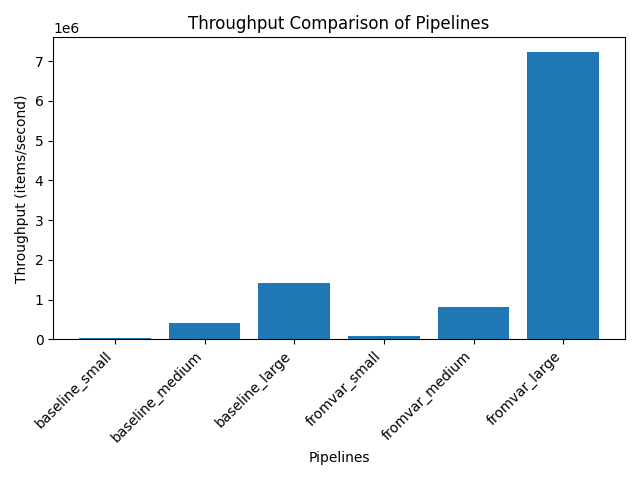 Throughput Comparison of Pipelines
1e6
Throughput (items/second)
7
6
5
4
3
2
1
0
baseline_small
baseline_medium
baseline_large
fromvar_small
fromvar_medium
fromvar_large
Pipelines